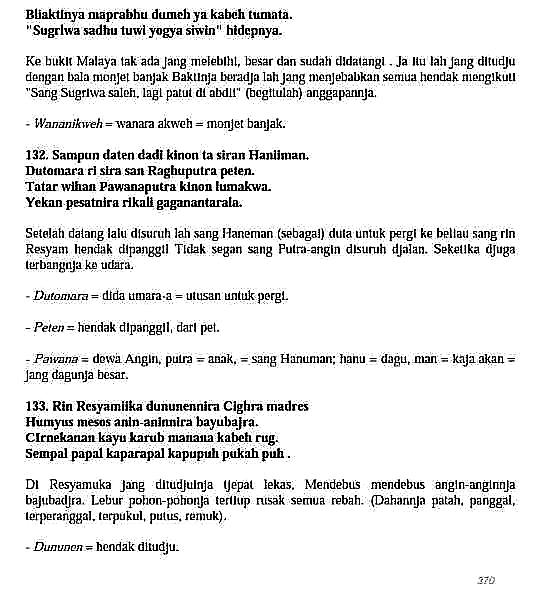 Bliaktinya maprabhu dumeh ya kabeh tumata.
"Sugriwa sadhu tuwi yogya siwin" hidepnya.
Ke bukit Malaya tak ada jang melebihi, besar dan sudah didatangi . Ja itu lah jang ditudju
dengan bala monjet banjak Baktinja beradja lah jang menjebabkan semua hendak mengikuti
"Sang Sugriwa saleh, lagi patut di abdii" (begitulah) anggapannja.
- Wananikweh = wanara akweh = monjet banjak.
132. Sampun daten dadi kinon ta siran Haniiman.
Dutomara ri sira san Raghuputra peten.
Tatar wihan Pawanaputra kinon lumakwa.
Yekan pesatnira rikali gaganantarala.
Setelah datang lalu disuruh lah sang Haneman (sebagai) duta untuk pergi ke beliau sang rin
Resyam hendak dipanggil Tidak segan sang Putra-angin disuruh djalan. Seketika djuga
terbangnja ke udara.
- Dutomara = dida umara-a = utusan untuk pergi.
- Peten = hendak dipanggil, dari pet.
- Pawana = dewa Angin, putra = anak, = sang Hanuman; hanu = dagu, man = kaja akan =
jang dagunja besar.
133. Rin Resyamiika dununennira Cighra madres
Humyus mesos anin-aninnira bayubajra.
CIrnekanan kayu karub manana kabeh rug.
Sempal papal kaparapal kapupuh pukah puh .
Di Resyamuka jang ditudjuinja tjepat lekas, Mendebus mendebus angin-anginnja
bajubadjra. Lebur pohon-pohonja tertiup rusak semua rebah. (Dahannja patah, panggal,
terperanggal, terpukul, putus, remuk).
- Dununen = hendak ditudju.
370